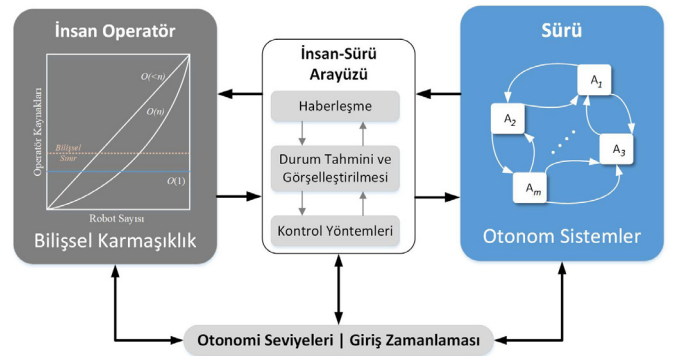 İnsan Operatör
Operatör Kaynakları
O(<n)
O(n)
Bilişsel
Sınır
O(1)
Robot Sayısı
Bilişsel Karmaşıklık
İnsan-Sürü
Arayüzü
Haberleşme
Durum Tahmini ve
Görşelleştirilmesi
Kontrol Yöntemleri
Sürü
A1
A2
A3
Am
Otonom Sistemler
Otonomi Seviyeleri | Giriş Zamanlaması